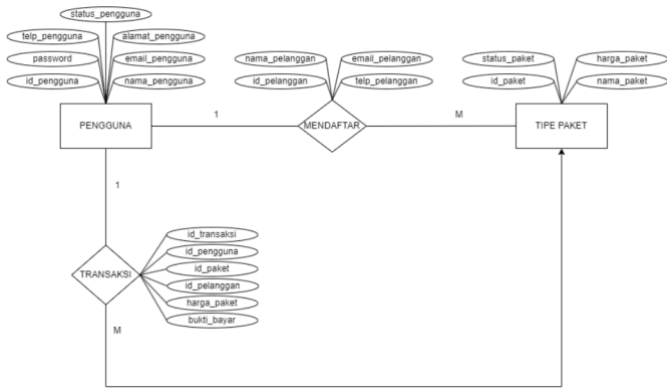 status_pengguna
telp_pengguna
alamat_pengguna
password
email_pengguna
id_pengguna
nama_pengguna
PENGGUNA
1
nama_pelanggan
email_pelanggan
id_pelanggan
telp_pelanggan
MENDAFTAR
M
status_paket
harga_paket
id_paket
nama_paket
TIPE PAKET
1
TRANSAKSI
id_transaksi
id_pengguna
id_paket
id_pelanggan
harga_paket
bukti_bayar
M